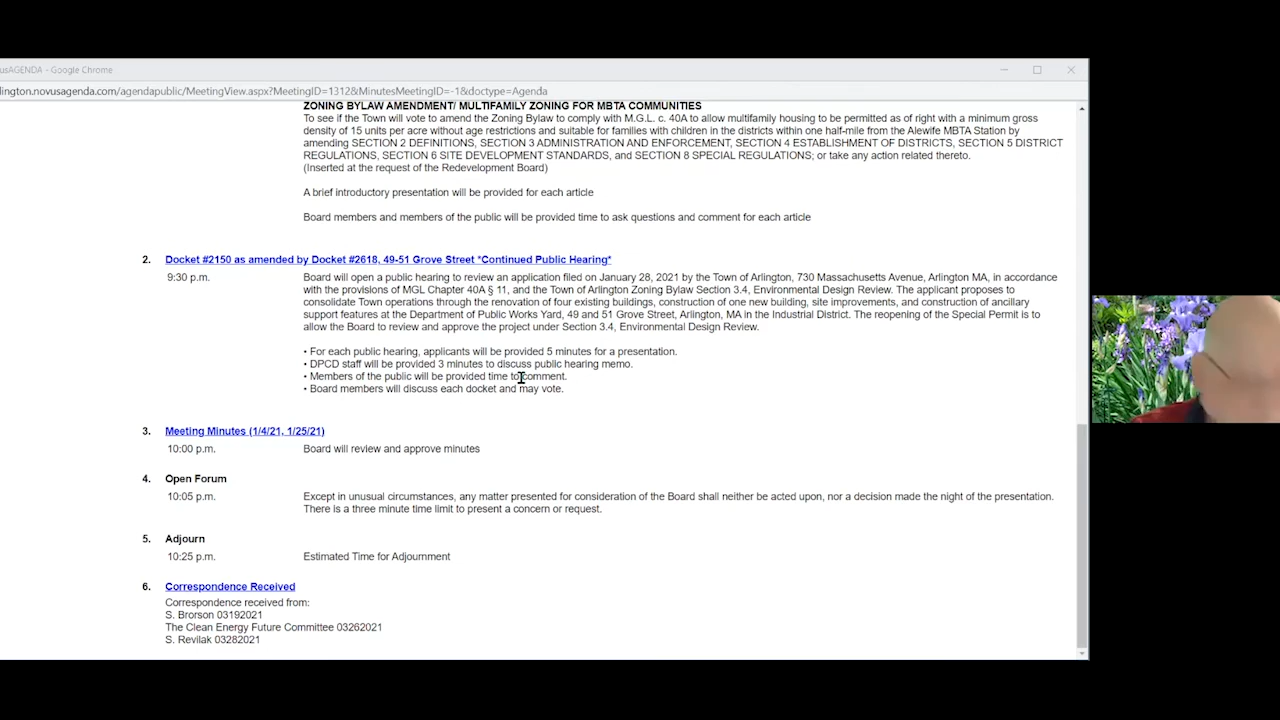 usAGENDA - Google Chrome
lington.novusagenda.com/agendapublic/MeetingView.aspx?MeetingID=1312&MinutesMeetingID=-1&doctype=Agenda
ZONING BYLAW AMENDMENT/ MULTIFAMILY ZONING FOR MBTA COMMUNITIES
To see if the Town will vote to amend the Zoning Bylaw to comply with M.G.L. c. 40A to allow multifamily housing to be permitted as of right with a minimum gross
density of 15 units per acre without age restrictions and suitable for families with children in the districts within one half-mile from the Alewife MBTA Station by
amending SECTION 2 DEFINITIONS, SECTION 3 ADMINISTRATION AND ENFORCEMENT, SECTION 4 ESTABLISHMENT OF DISTRICTS, SECTION 5 DISTRICT
REGULATIONS, SECTION 6 SITE DEVELOPMENT STANDARDS, and SECTION 8 SPECIAL REGULATIONS; or take any action related thereto.
(Inserted at the request of the Redevelopment Board)
A brief introductory presentation will be provided for each article
Board members and members of the public will be provided time to ask questions and comment for each article
2. Docket #2150 as amended by Docket #2618, 49-51 Grove Street *Continued Public Hearing*
9:30 p.m. Board will open a public hearing to review an application filed on January 28, 2021 by the Town of Arlington, 730 Massachusetts Avenue, Arlington MA, in accordance
with the provisions of MGL Chapter 40A § 11, and the Town of Arlington Zoning Bylaw Section 3.4, Environmental Design Review. The applicant proposes to
consolidate Town operations through the renovation of four existing buildings, construction of one new building, site improvements, and construction of ancillary
support features at the Department of Public Works Yard, 49 and 51 Grove Street, Arlington, MA in the Industrial District. The reopening of the Special Permit is to
allow the Board to review and approve the project under Section 3.4, Environmental Design Review.
• For each public hearing, applicants will be provided 5 minutes for a presentation.
• DPCD staff will be provided 3 minutes to discuss public hearing memo.
• Members of the public will be provided time to comment.
• Board members will discuss each docket and may vote.
3. Meeting Minutes (1/4/21, 1/25/21)
10:00 p.m. Board will review and approve minutes
4. Open Forum
10:05 p.m. Except in unusual circumstances, any matter presented for consideration of the Board shall neither be acted upon, nor a decision made the night of the presentation.
There is a three minute time limit to present a concern or request.
5. Adjourn
10:25 p.m. Estimated Time for Adjournment
6. Correspondence Received
Correspondence received from:
S. Brorson 03192021
The Clean Energy Future Committee 03262021
S. Revilak 03282021